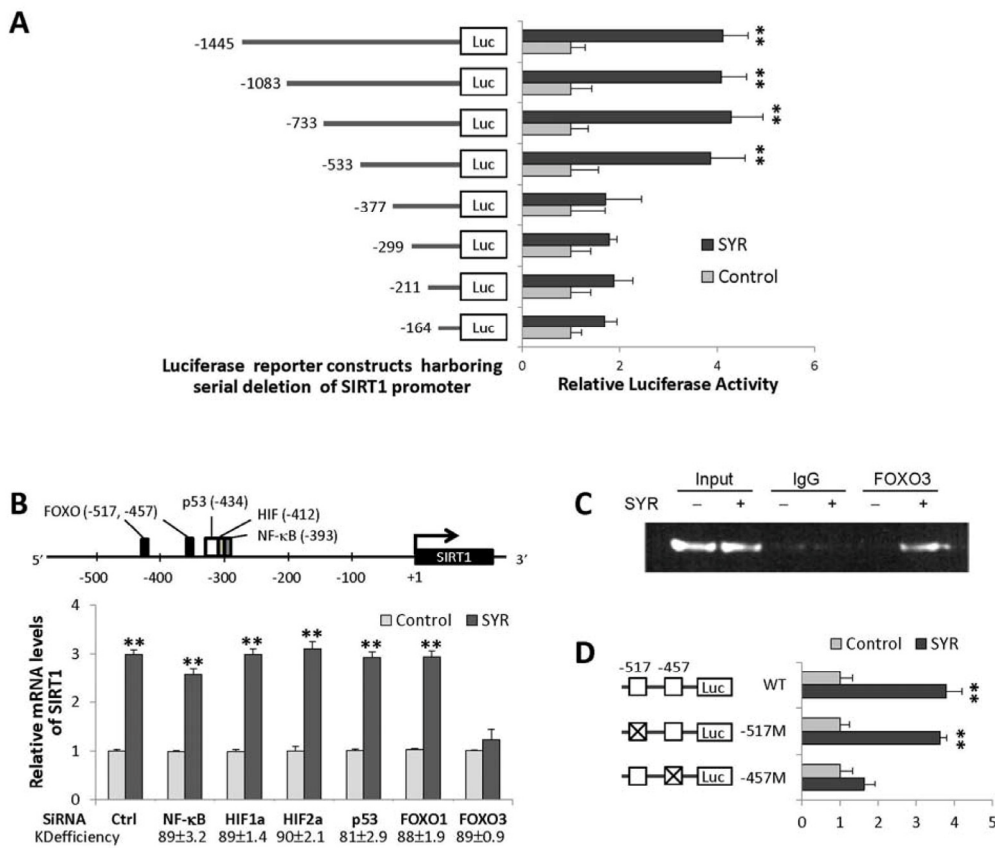 A
-1445 Luc **
-1083 Luc **
-733 Luc **
-533 Luc **
-377 Luc
-299 Luc
-211 Luc
-164 Luc
SYR
Control
0 2 4 6
Luciferase reporter constructs harboring
serial deletion of SIRT1 promoter
Relative Luciferase Activity
B
FOXO (-517, -457)
p53 (-434)
HIF (-412)
NF-κB (-393)
5′ SIRT1 3′
-500 -400 -300 -200 -100 +1
Relative mRNA levels
of SIRT1
4
3
2
1
0
Control SYR
** ** ** ** ** **
SiRNA Ctrl NF-κB HIF1a HIF2a p53 FOXO1 FOXO3
KDefficiency 89±3.2 89±1.4 90±2.1 81±2.9 88±1.9 89±0.9
C
Input IgG FOXO3
SYR – + – + – +
D
Control SYR
-517 -457
Luc WT **
Luc -517M **
Luc -457M
0 1 2 3 4 5